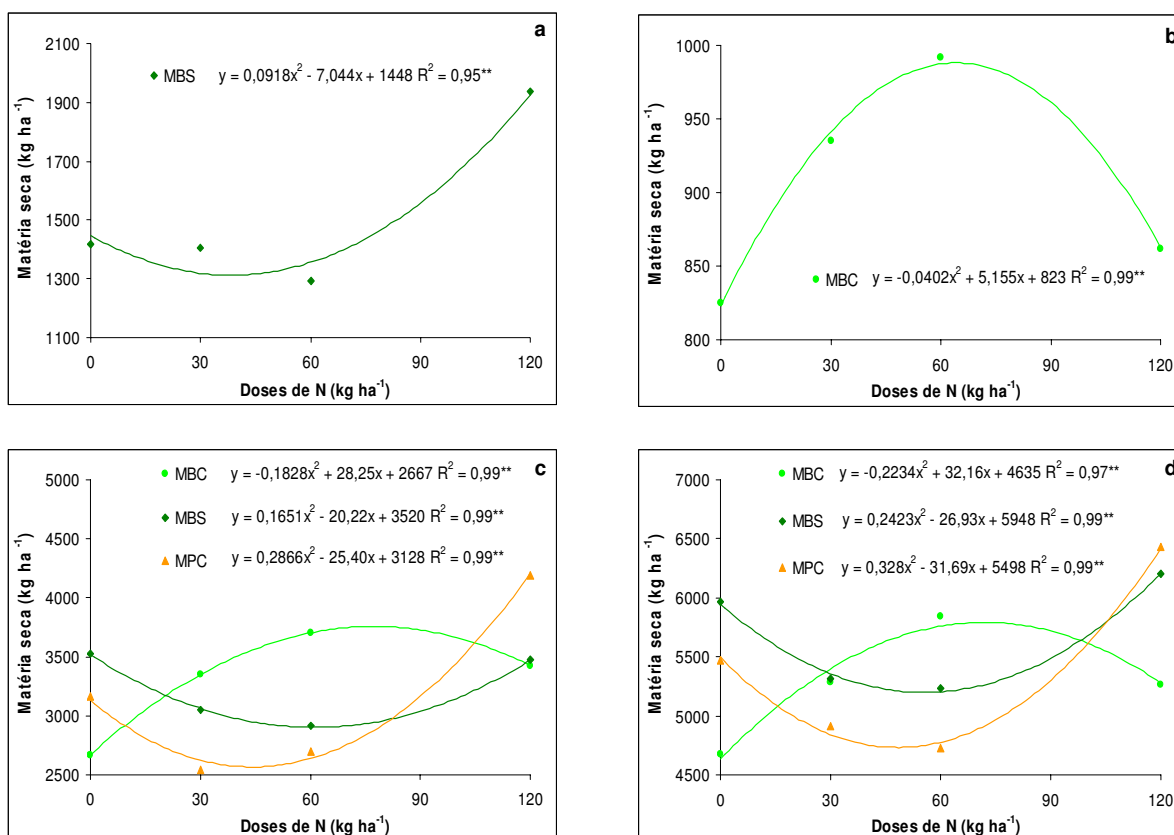 a
MBS y = 0,0918x² - 7,044x + 1448 R² = 0,95**
Matéria seca (kg ha⁻¹)
2100
1900
1700
1500
1300
1100
0 30 60 90 120
Doses de N (kg ha⁻¹)
b
MBC y = -0,0402x² + 5,155x + 823 R² = 0,99**
Matéria seca (kg ha⁻¹)
1000
950
900
850
800
0 30 60 90 120
Doses de N (kg ha⁻¹)
c
MBC y = -0,1828x² + 28,25x + 2667 R² = 0,99**
MBS y = 0,1651x² - 20,22x + 3520 R² = 0,99**
MPC y = 0,2866x² - 25,40x + 3128 R² = 0,99**
Matéria seca (kg ha⁻¹)
5000
4500
4000
3500
3000
2500
0 30 60 90 120
Doses de N (kg ha⁻¹)
d
MBC y = -0,2234x² + 32,16x + 4635 R² = 0,97**
MBS y = 0,2423x² - 26,93x + 5948 R² = 0,99**
MPC y = 0,328x² - 31,69x + 5498 R² = 0,99**
Matéria seca (kg ha⁻¹)
7000
6500
6000
5500
5000
4500
0 30 60 90 120
Doses de N (kg ha⁻¹)